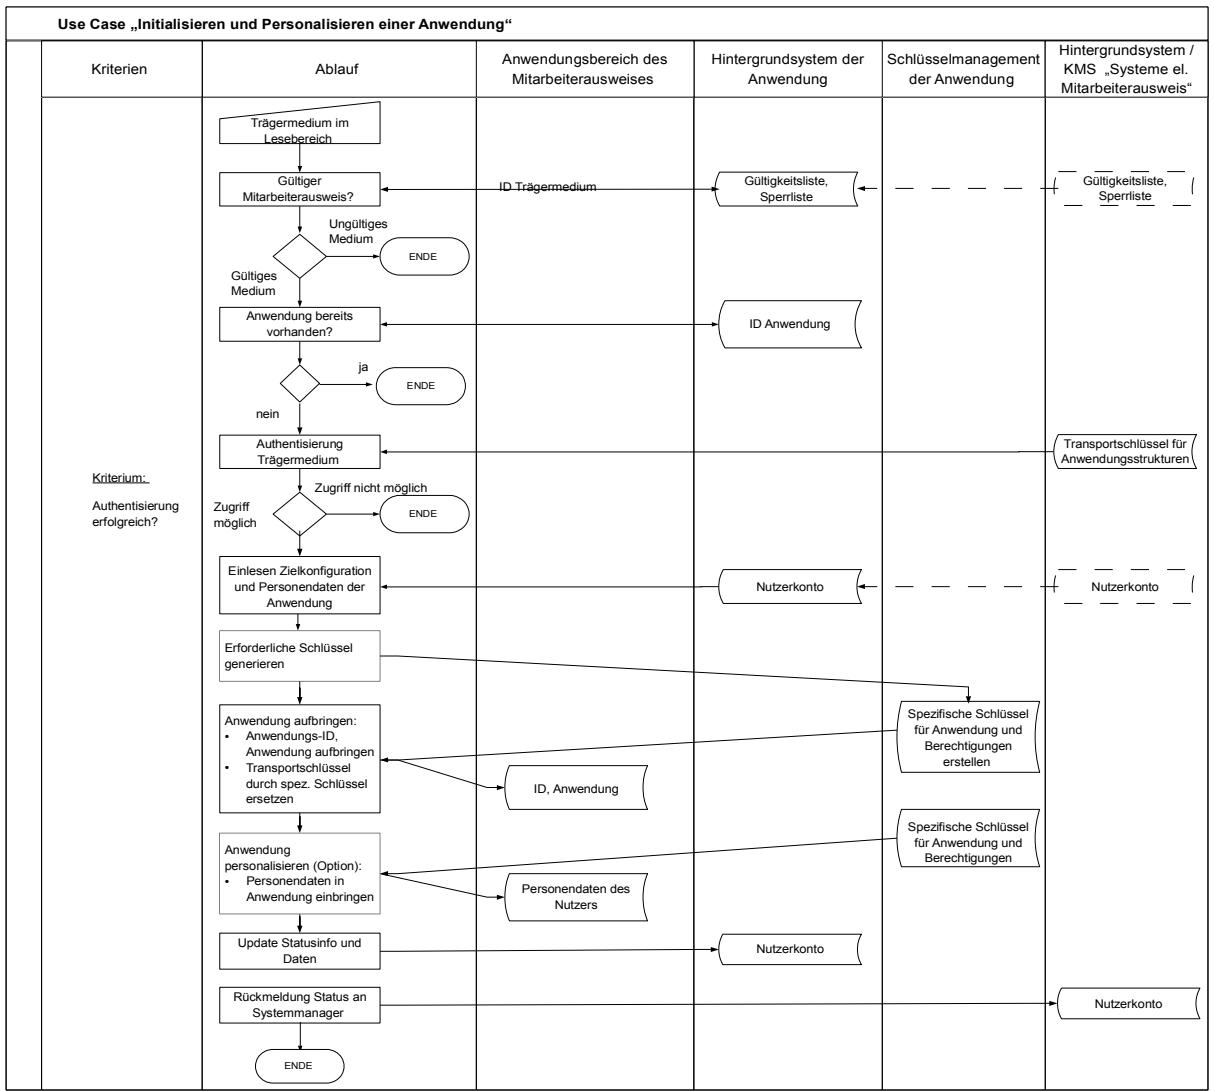 Use Case „Initialisieren und Personalisieren einer Anwendung“
Kriterien
Ablauf
Anwendungsbereich des
Mitarbeiterausweises
Hintergrundsystem der
Anwendung
Schlüsselmanagement
der Anwendung
Hintergrundsystem /
KMS „Systeme el.
Mitarbeiterausweis“
Trägermedium im
Lesebereich
Gültiger
Mitarbeiterausweis?
ID Trägermedium
Gültigkeitsliste,
Sperrliste
Gültigkeitsliste,
Sperrliste
Ungültiges
Medium
ENDE
Gültiges
Medium
Anwendung bereits
vorhanden?
ID Anwendung
ja
ENDE
nein
Authentisierung
Trägermedium
Transportschlüssel für
Anwendungsstrukturen
Kriterium:
Authentisierung
erfolgreich?
Zugriff nicht möglich
Zugriff
möglich
ENDE
Einlesen Zielkonfiguration
und Personendaten der
Anwendung
Nutzerkonto
Nutzerkonto
Erforderliche Schlüssel
generieren
Anwendung aufbringen:
• Anwendungs-ID,
Anwendung aufbringen
• Transportschlüssel
durch spez. Schlüssel
ersetzen
Spezifische Schlüssel
für Anwendung und
Berechtigungen
erstellen
ID, Anwendung
Anwendung
personalisieren (Option):
• Personendaten in
Anwendung einbringen
Spezifische Schlüssel
für Anwendung und
Berechtigungen
Personendaten des
Nutzers
Update Statusinfo und
Daten
Nutzerkonto
Rückmeldung Status an
Systemmanager
Nutzerkonto
ENDE